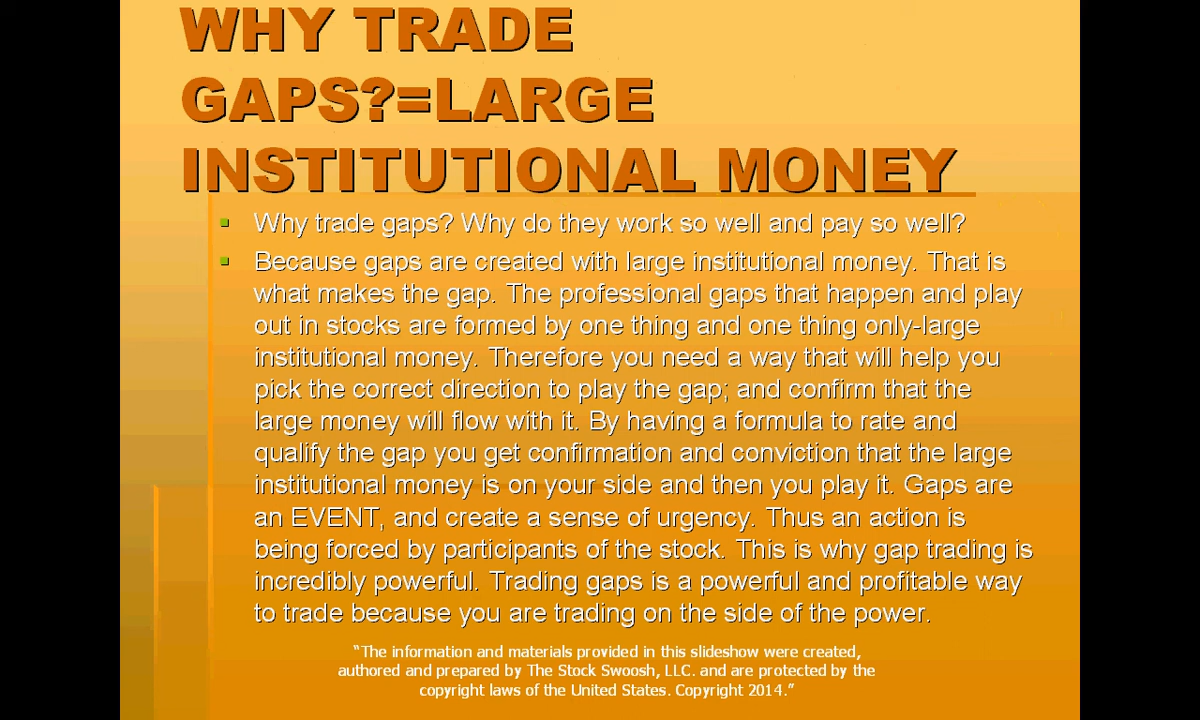 WHY TRADE
GAPS?=LARGE
INSTITUTIONAL MONEY
Why trade gaps? Why do they work so well and pay so well?
Because gaps are created with large institutional money. That is
what makes the gap. The professional gaps that happen and play
out in stocks are formed by one thing and one thing only-large
institutional money. Therefore you need a way that will help you
pick the correct direction to play the gap; and confirm that the
large money will flow with it. By having a formula to rate and
qualify the gap you get confirmation and conviction that the large
institutional money is on your side and then you play it. Gaps are
an EVENT, and create a sense of urgency. Thus an action is
being forced by participants of the stock. This is why gap trading is
incredibly powerful. Trading gaps is a powerful and profitable way
to trade because you are trading on the side of the power.
“The information and materials provided in this slideshow were created,
authored and prepared by The Stock Swoosh, LLC. and are protected by the
copyright laws of the United States. Copyright 2014.”